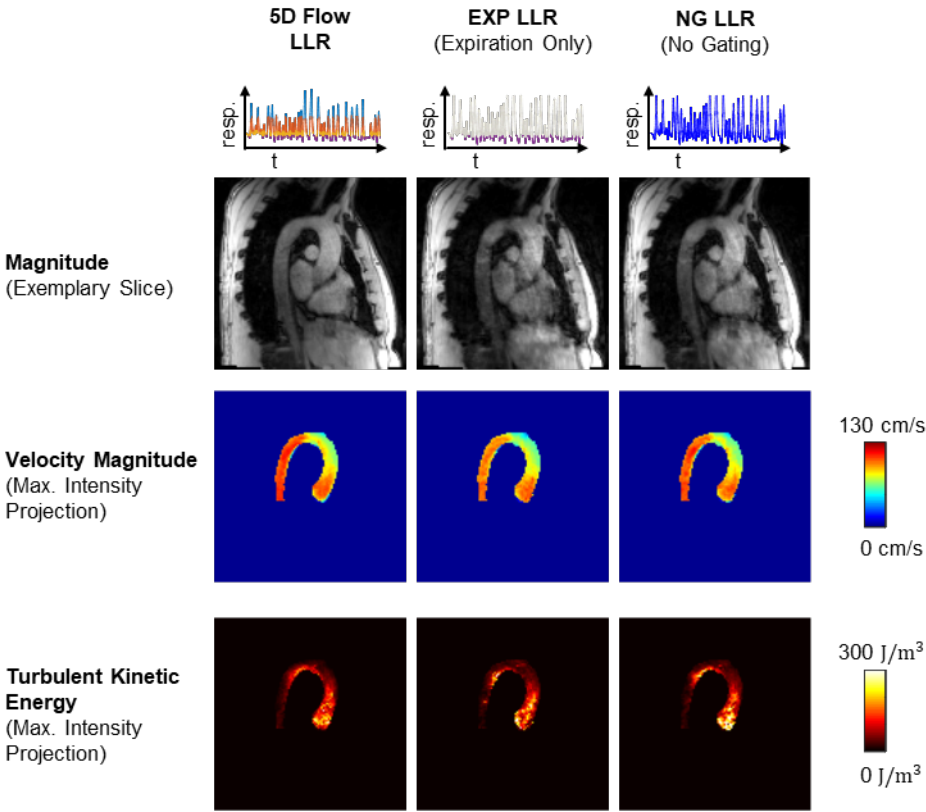 5D Flow
LLR
EXP LLR
(Expiration Only)
NG LLR
(No Gating)
resp.
t
resp.
t
resp.
t
Magnitude
(Exemplary Slice)
Velocity Magnitude
(Max. Intensity
Projection)
130 cm/s
0 cm/s
Turbulent Kinetic
Energy
(Max. Intensity
Projection)
300 J/m³
0 J/m³